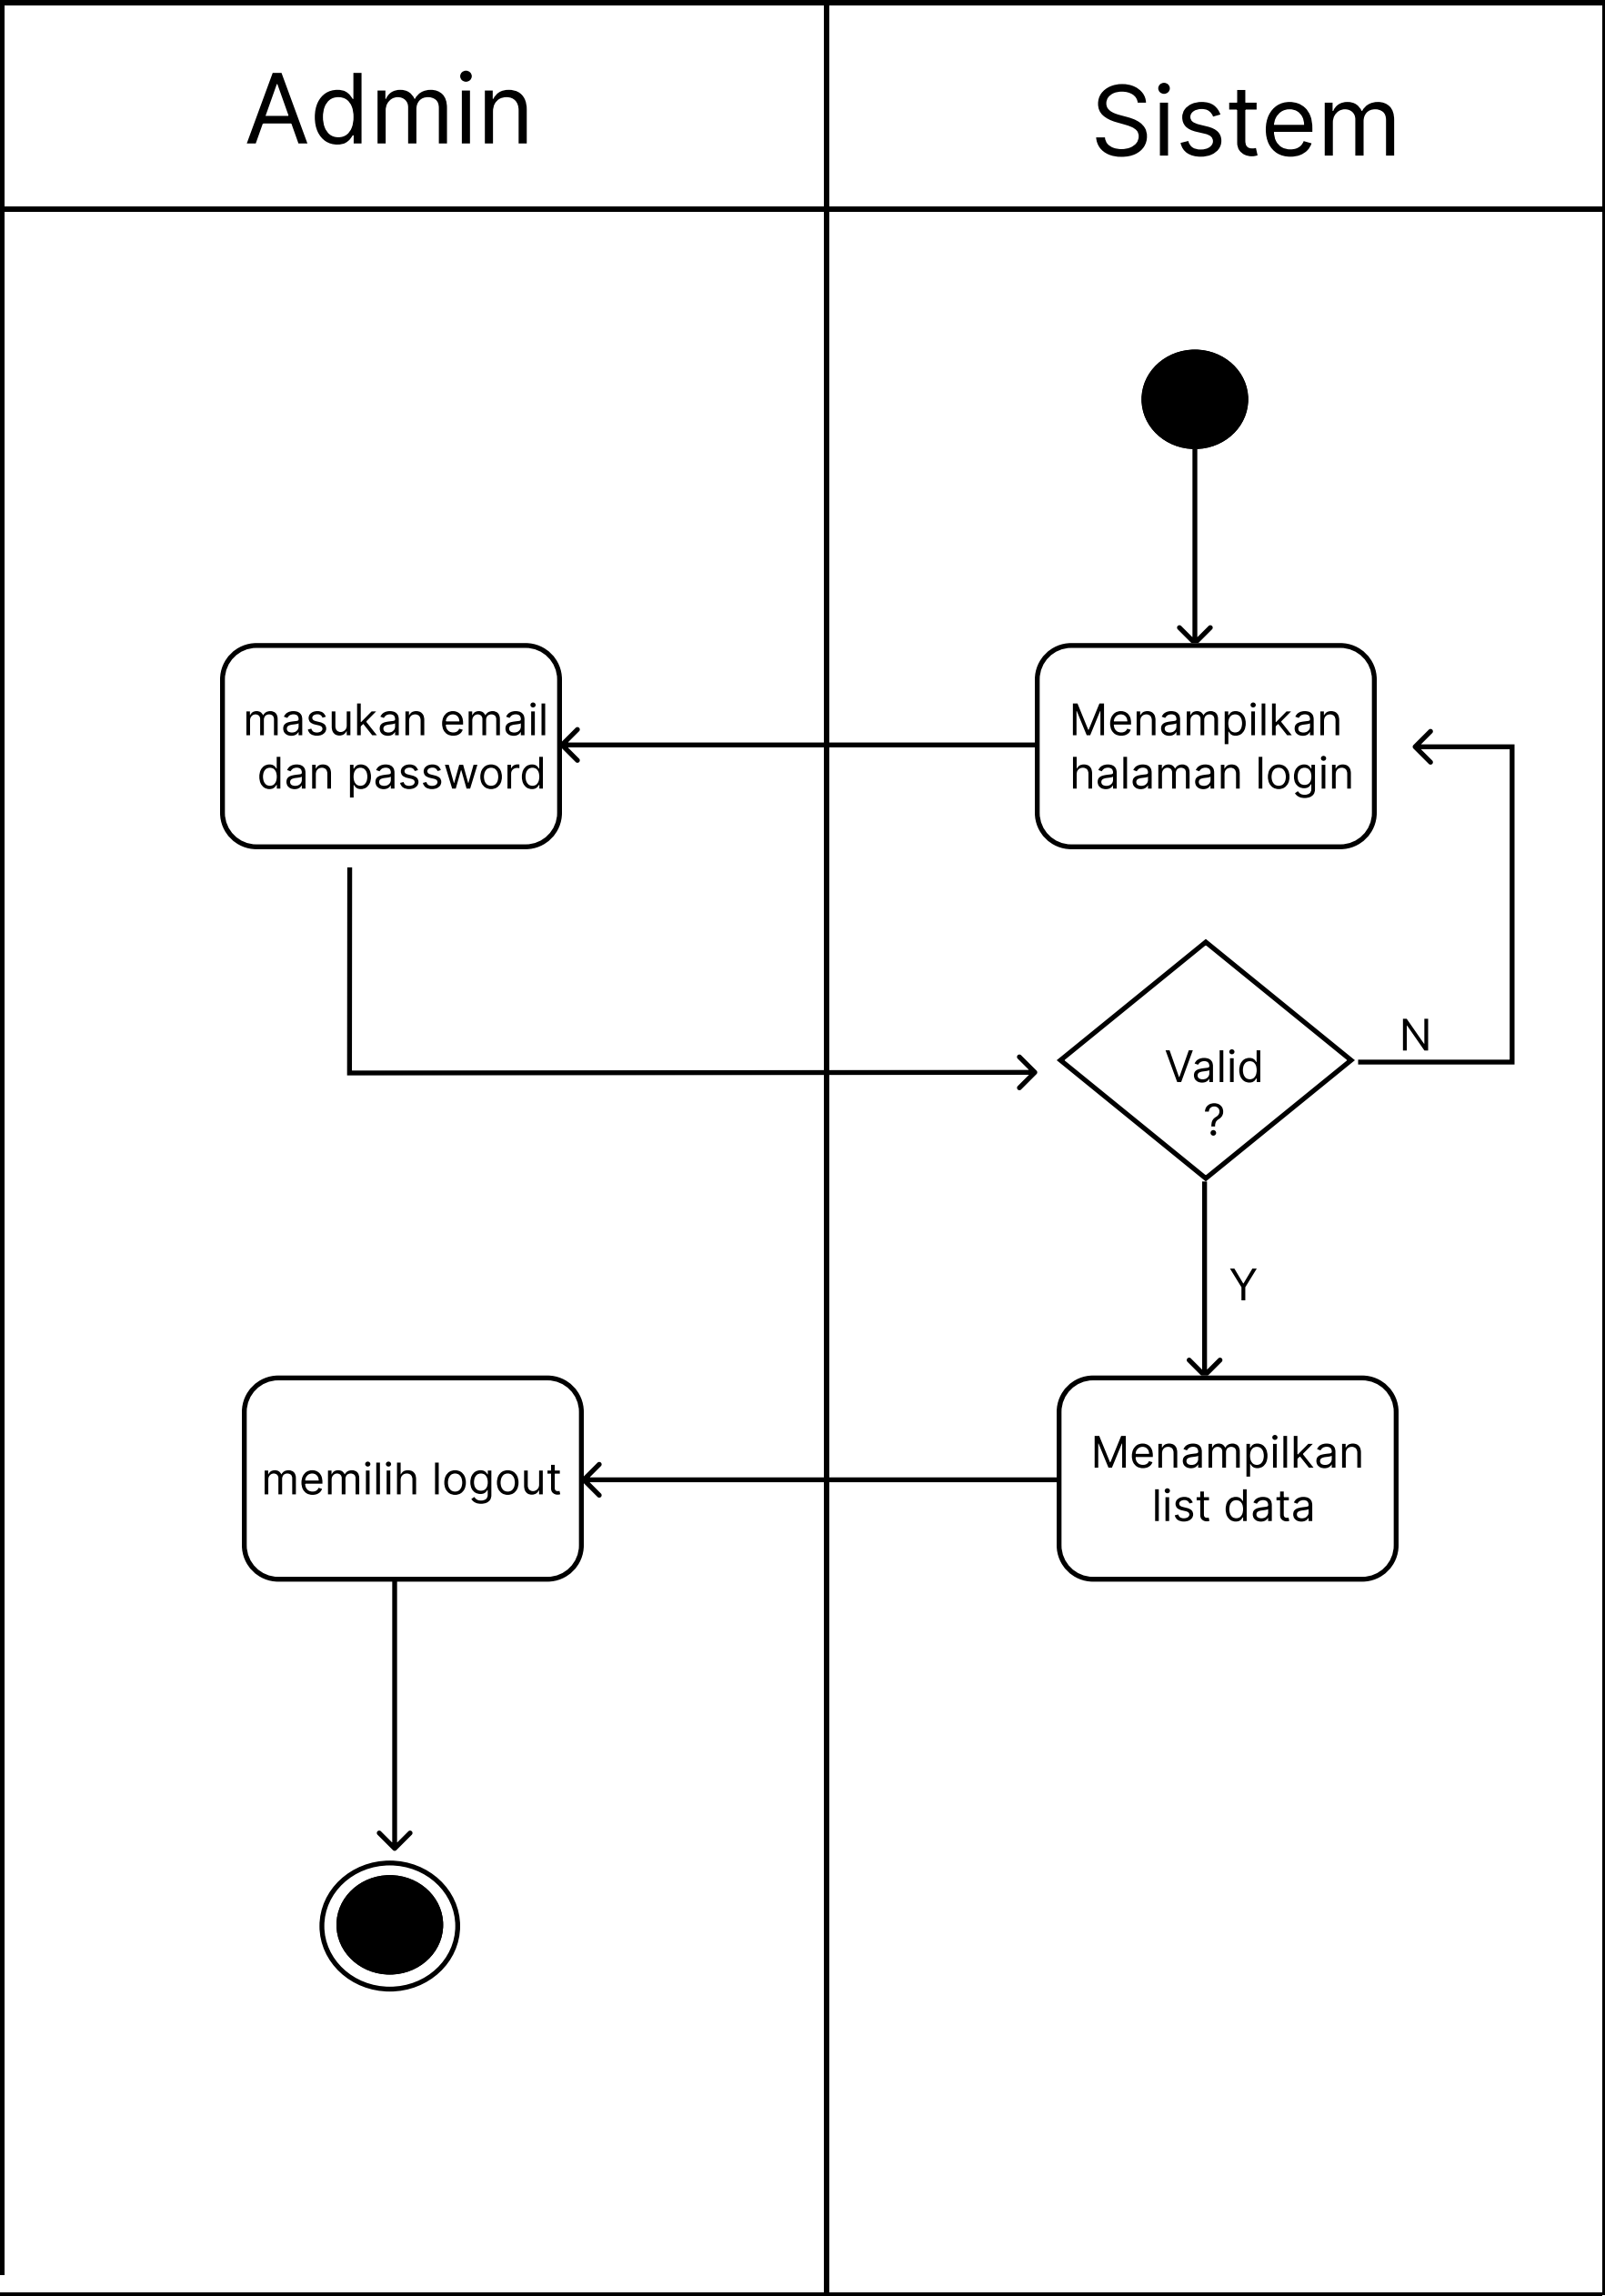 Admin
Sistem
masukan email
dan password
Menampilkan
halaman login
Valid
?
N
Y
memilih logout
Menampilkan
list data